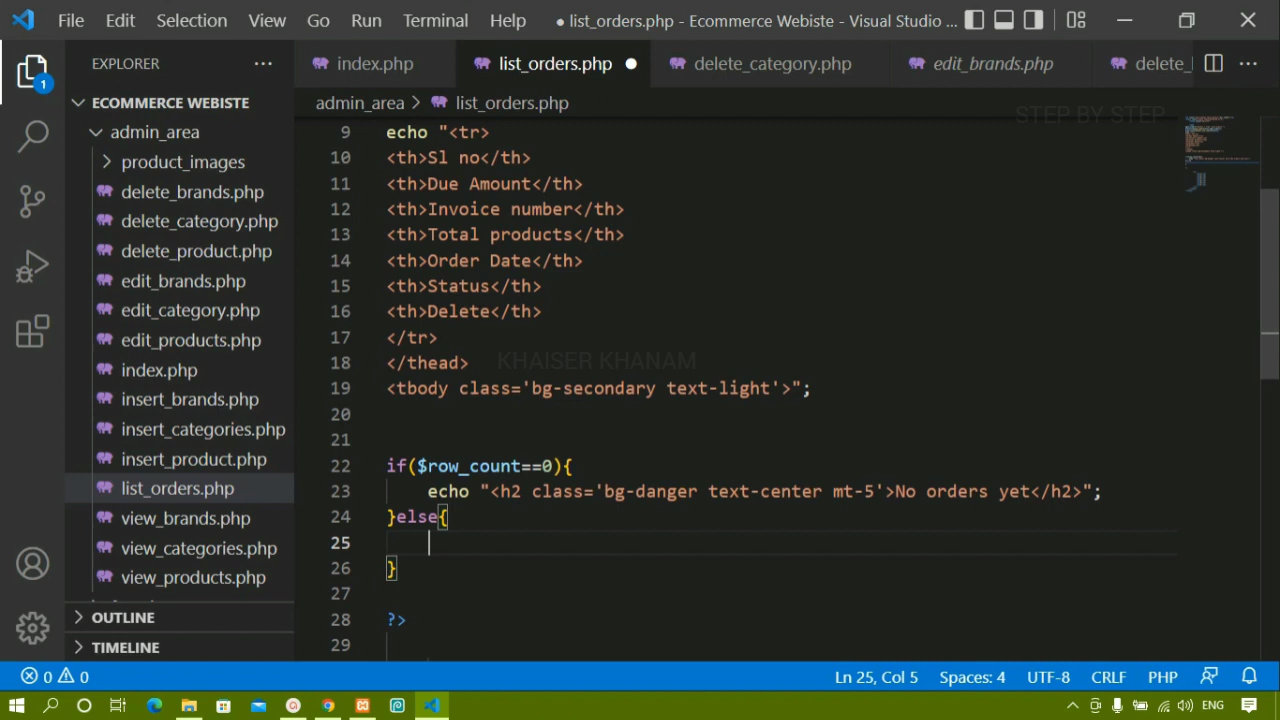 File Edit Selection View Go Run Terminal Help ● list_orders.php - Ecommerce Webiste - Visual Studio ...
EXPLORER ...
index.php list_orders.php ● delete_category.php edit_brands.php delete_l
1
ECOMMERCE WEBISTE
admin_area > list_orders.php
STEP BY STEP
admin_area
product_images
delete_brands.php
delete_category.php
delete_product.php
edit_brands.php
edit_category.php
edit_products.php
index.php
insert_brands.php
insert_categories.php
insert_product.php
list_orders.php
view_brands.php
view_categories.php
view_products.php
OUTLINE
TIMELINE
9 echo "<tr>
10 <th>Sl no</th>
11 <th>Due Amount</th>
12 <th>Invoice number</th>
13 <th>Total products</th>
14 <th>Order Date</th>
15 <th>Status</th>
16 <th>Delete</th>
17 </tr>
18 </thead>
KHAISER KHANAM
19 <tbody class='bg-secondary text-light'>";
20
21
22 if($row_count==0){
23 echo "<h2 class='bg-danger text-center mt-5'>No orders yet</h2>";
24 }else{
25
26 }
27
28 ?>
29
0 0 Ln 25, Col 5 Spaces: 4 UTF-8 CRLF PHP
ENG